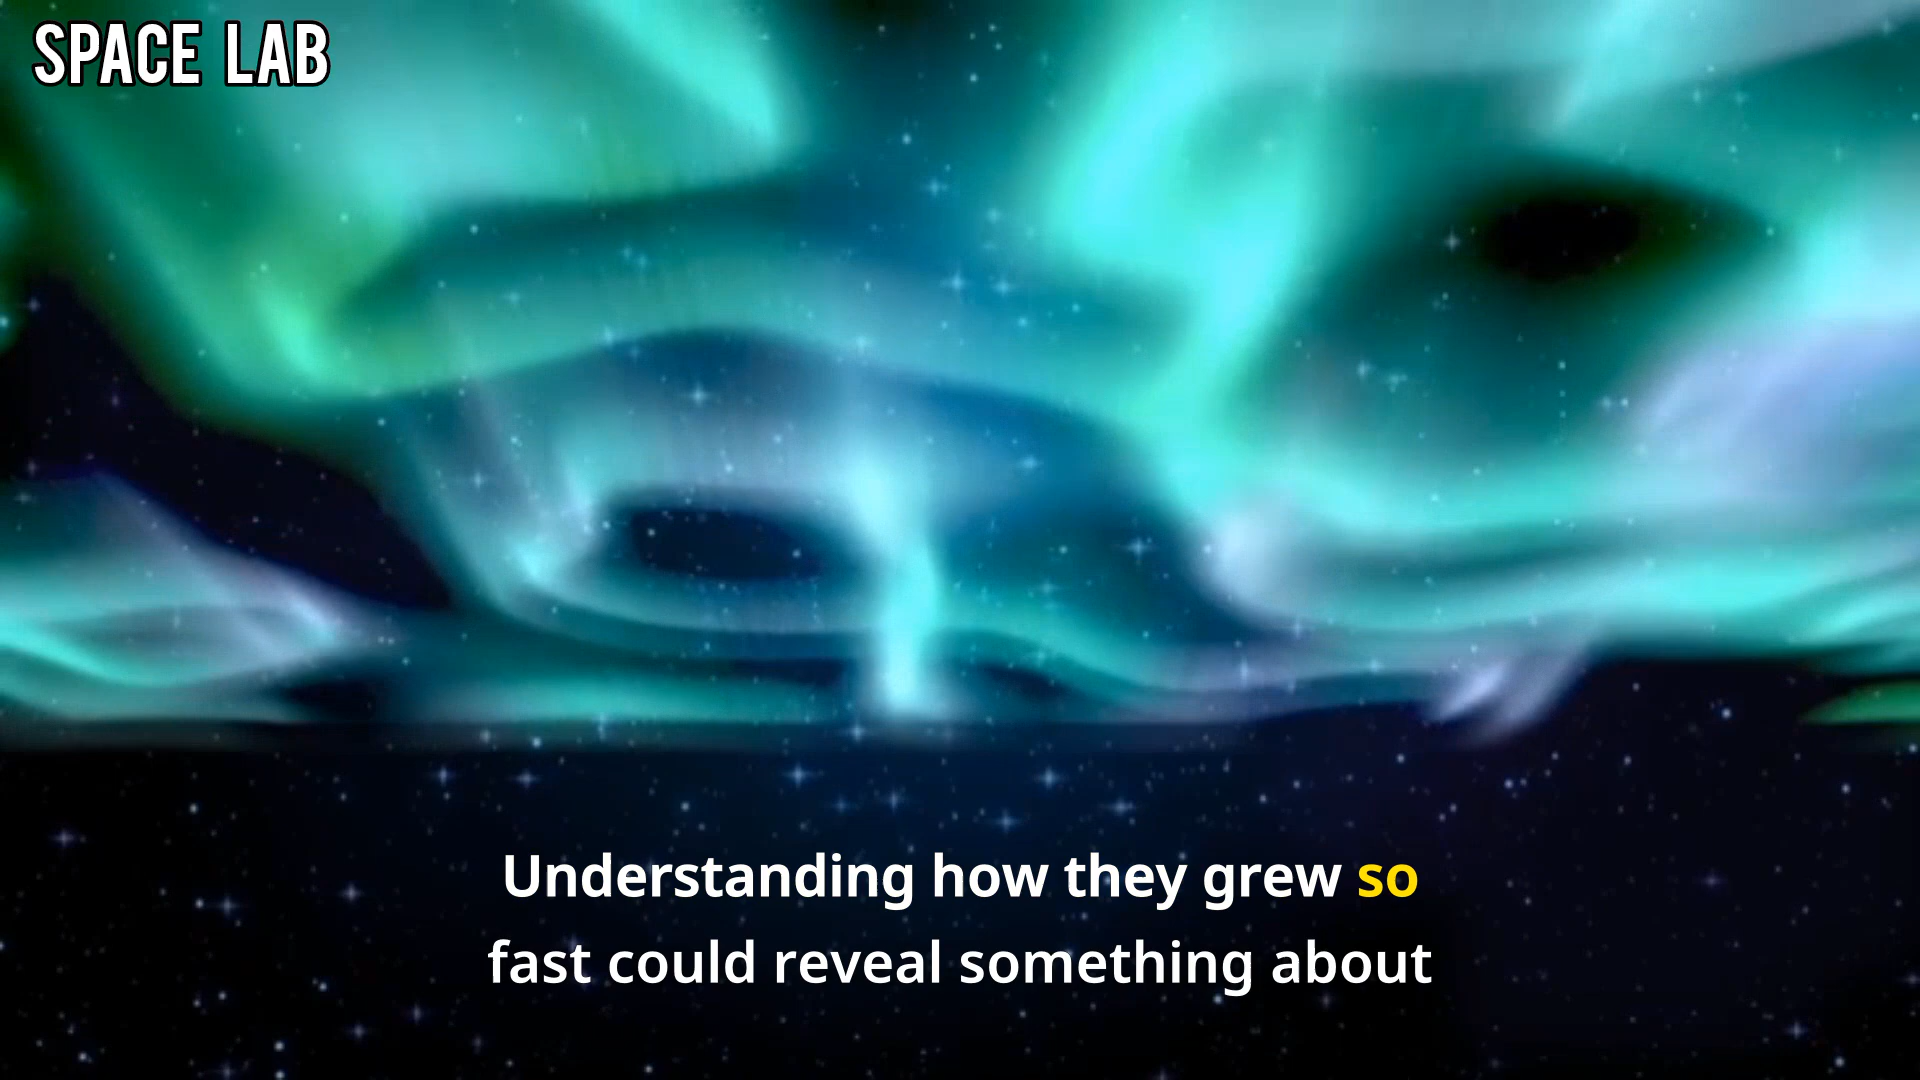 SPACE LAB
Understanding how they grew so
fast could reveal something about